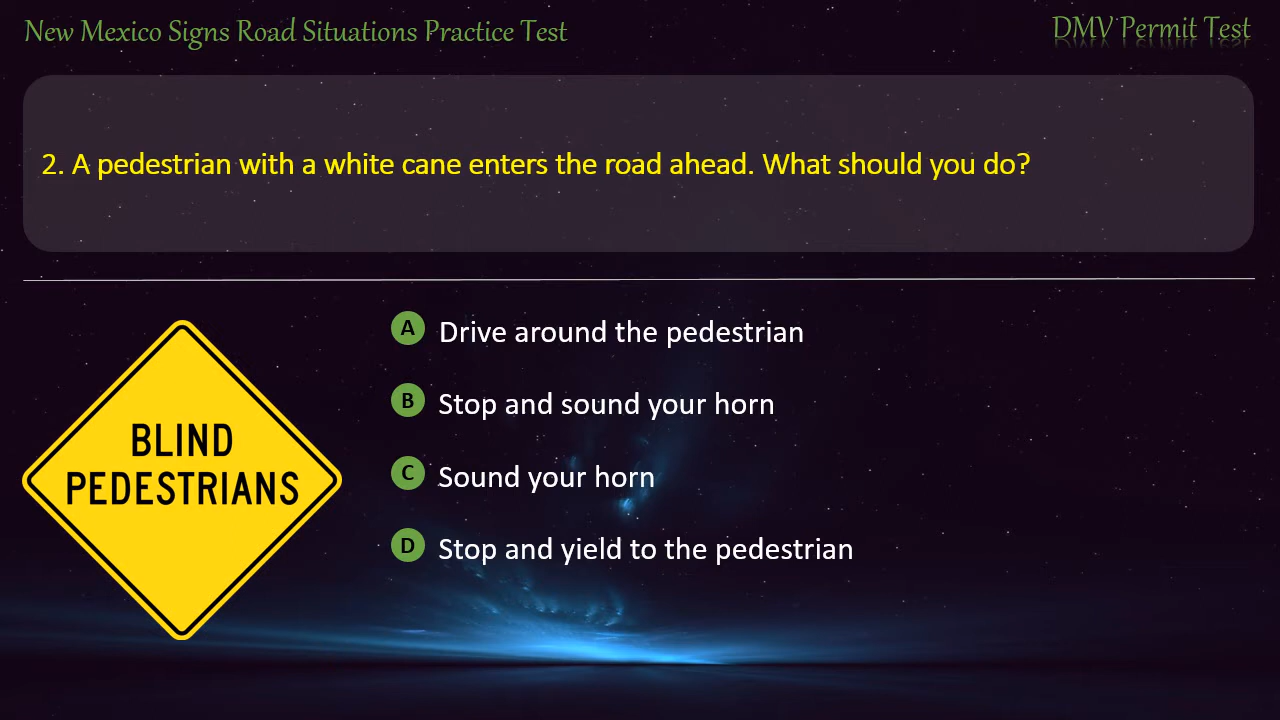 New Mexico Signs Road Situations Practice Test
DMV Permit Test
2. A pedestrian with a white cane enters the road ahead. What should you do?
BLIND
PEDESTRIANS
A Drive around the pedestrian
B Stop and sound your horn
C Sound your horn
D Stop and yield to the pedestrian